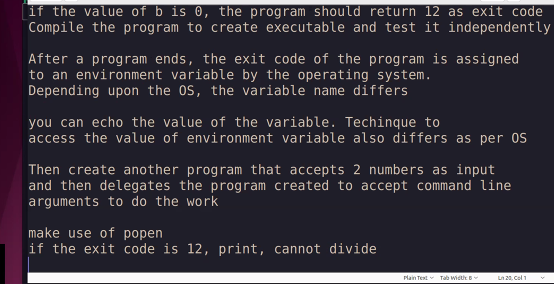 if the value of b is 0, the program should return 12 as exit code
Compile the program to create executable and test it independently
After a program ends, the exit code of the program is assigned
to an environment variable by the operating system.
Depending upon the OS, the variable name differs
you can echo the value of the variable. Techinque to
access the value of environment variable also differs as per OS
Then create another program that accepts 2 numbers as input
and then delegates the program created to accept command line
arguments to do the work
make use of popen
if the exit code is 12, print, cannot divide
Plain Text Tab Width: 8 Ln 20, Col 1